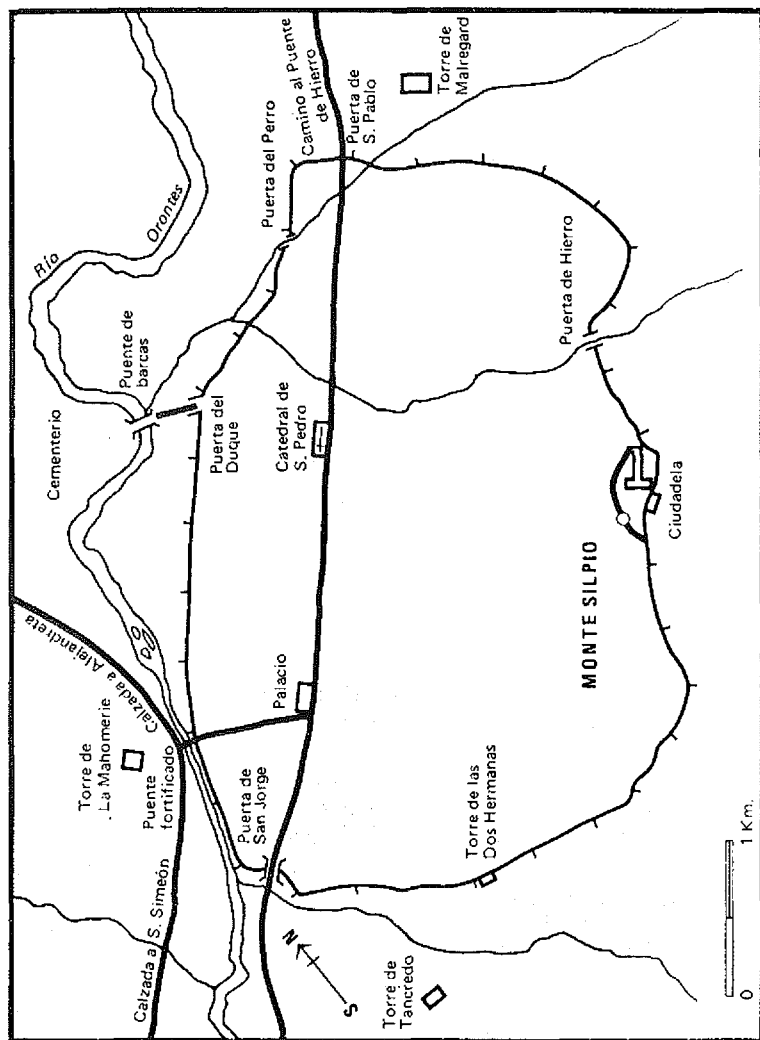 Torre de
Malregard
Camino al Puente
de Hierro
Puerta de
S. Pablo
Puerta del Perro
Río
Orontes
Puente de
barcas
Cementerio
Puerta del
Duque
Catedral de
S. Pedro
Puerta de Hierro
Ciudadela
MONTE SILPIO
Calzada a Alejandreta
Torre de
La Mahomerie
Puente
fortificado
Palacio
Calzada a S. Simeón
Puerta de
San Jorge
Torre de las
Dos Hermanas
N
S
Torre de
Tancredo
0
1 Km.